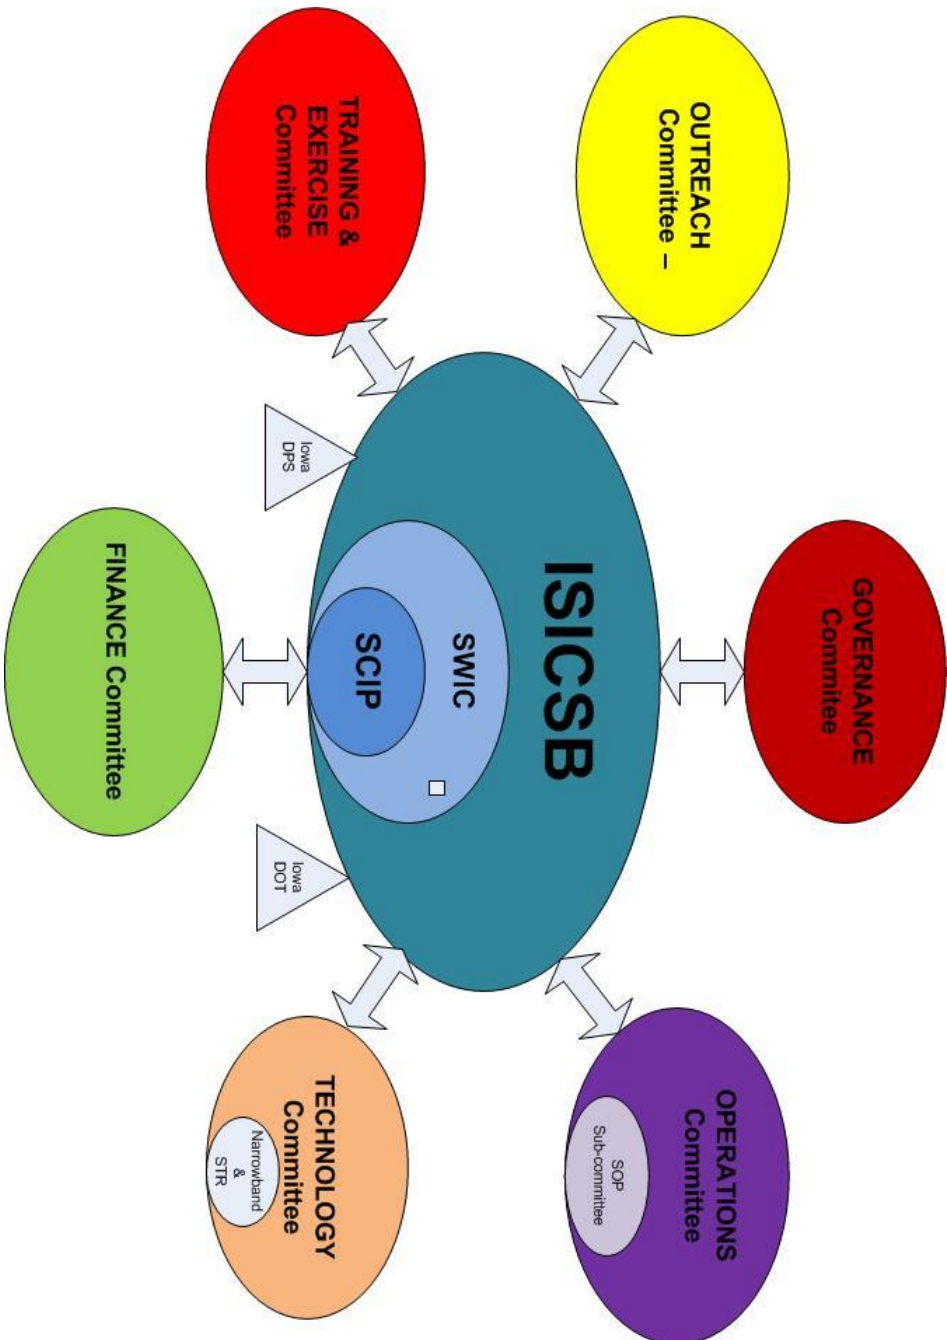 OUTREACH
Committee –
GOVERNANCE
Commitee
OPERATIONS
Committee
SOP
Sub-committee
ISICSB
SWIC
SCIP
TRAINING &
EXERCISE
Committee
Iowa
DPS
FINANCE Committee
Iowa
DOT
TECHNOLOGY
Committee
Narrowband
&
STR